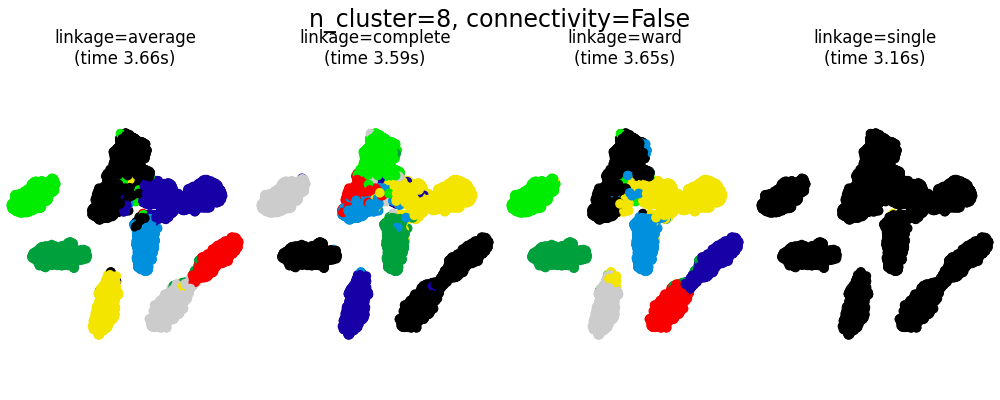 n_cluster=8, connectivity=False
linkage=average
(time 3.66s)
linkage=complete
(time 3.59s)
linkage=ward
(time 3.65s)
linkage=single
(time 3.16s)